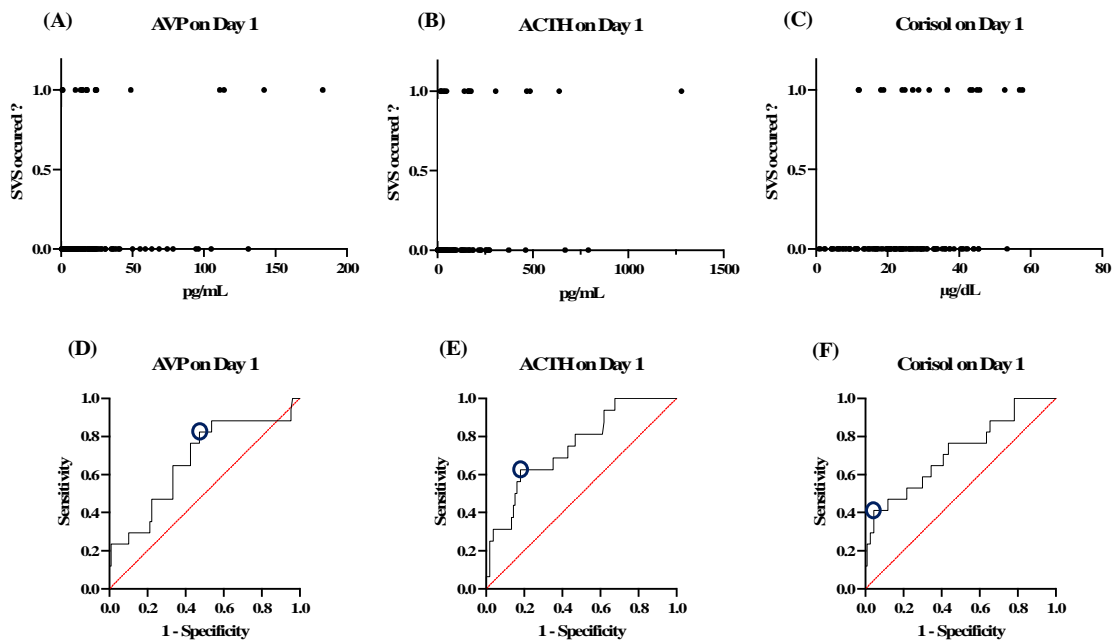 (A)
AVP on Day 1
SVS occured ?
1.0
0.5
0.0
0
50
100
150
200
pg/mL
(B)
ACTH on Day 1
SVS occured ?
1.0
0.5
0.0
0
500
1000
1500
pg/mL
(C)
Corisol on Day 1
SVS occured ?
1.0
0.5
0.0
0
20
40
60
80
µg/dL
(D)
AVP on Day 1
Sensitivity
1.0
0.8
0.6
0.4
0.2
0.0
0.0
0.2
0.4
0.6
0.8
1.0
1 - Specificity
(E)
ACTH on Day 1
Sensitivity
1.0
0.8
0.6
0.4
0.2
0.0
0.0
0.2
0.4
0.6
0.8
1.0
1 - Specificity
(F)
Corisol on Day 1
Sensitivity
1.0
0.8
0.6
0.4
0.2
0.0
0.0
0.2
0.4
0.6
0.8
1.0
1 - Specificity